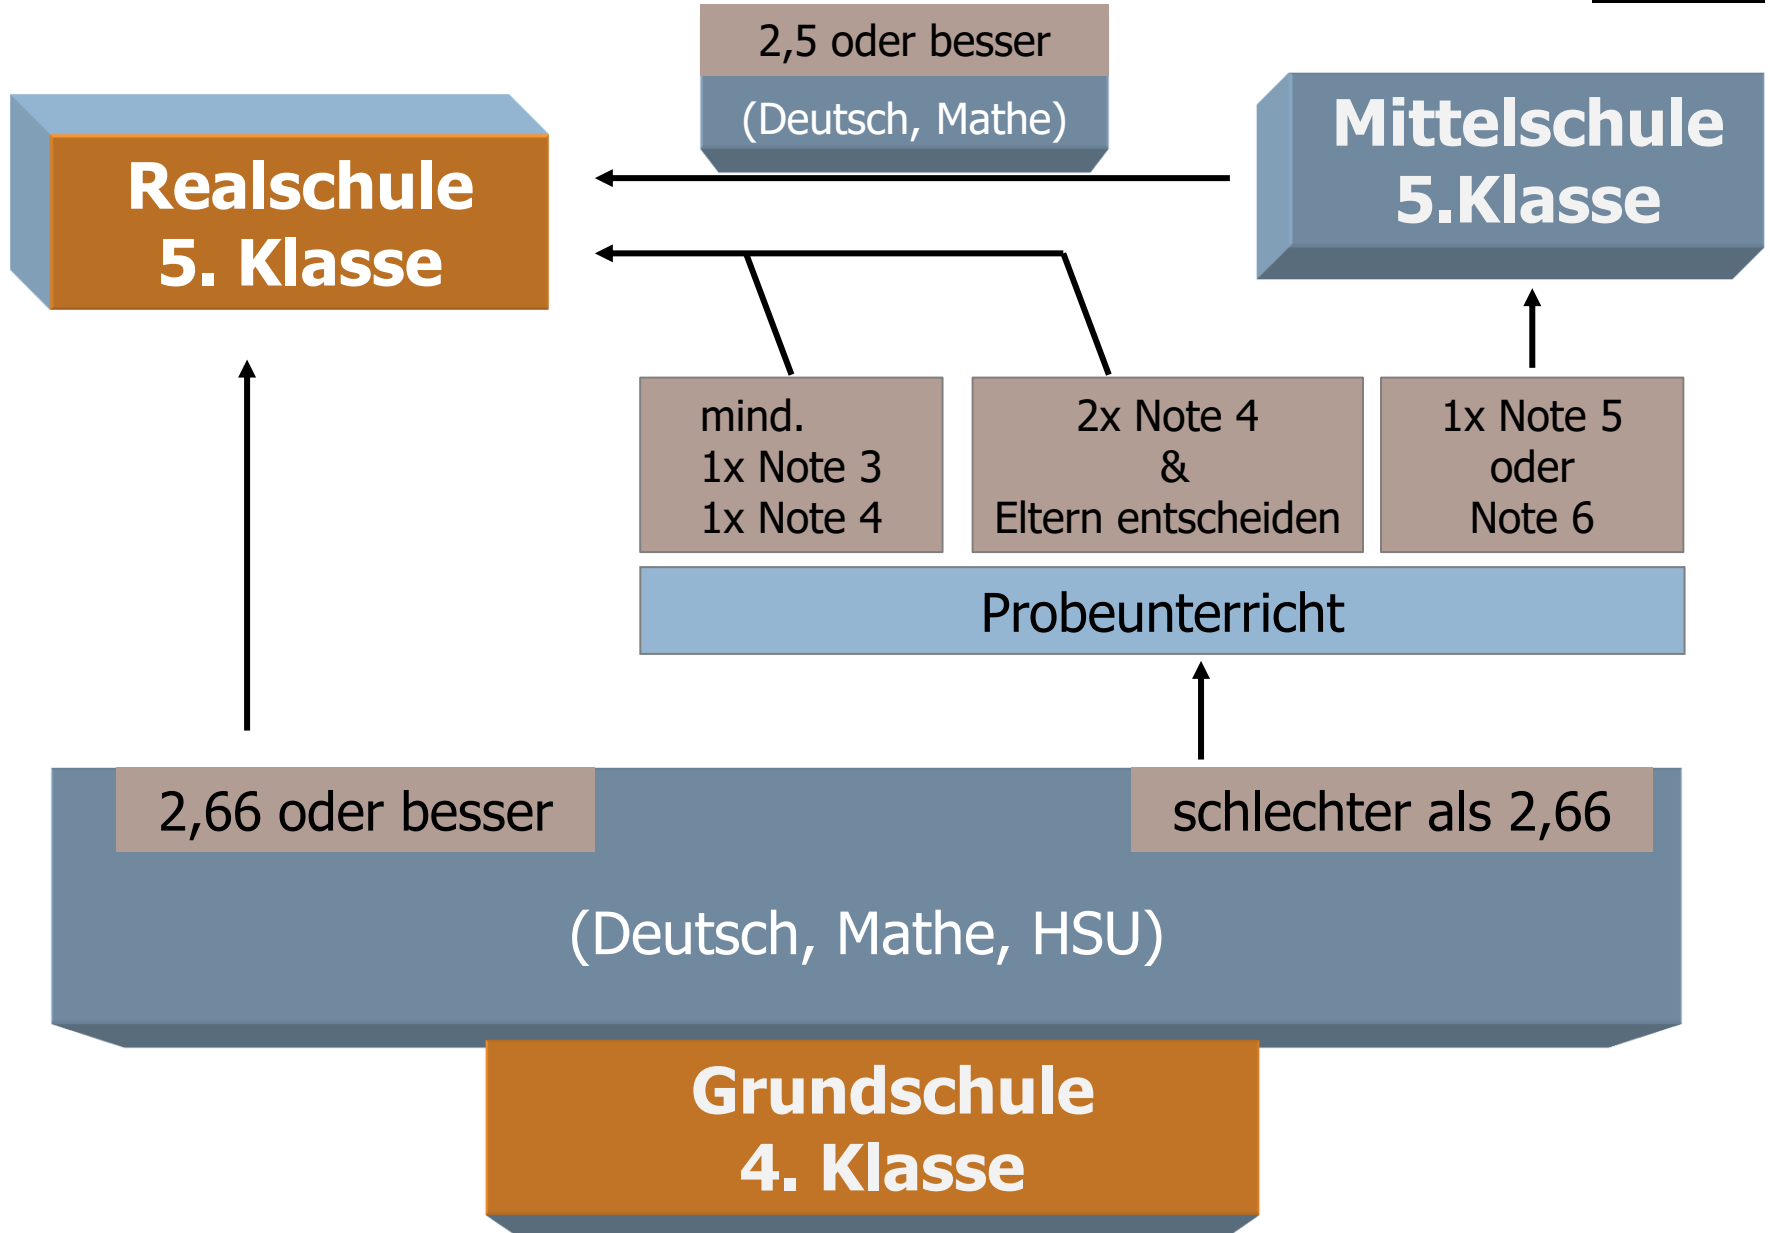 2,5 oder besser
(Deutsch, Mathe)
Realschule
5. Klasse
Mittelschule
5.Klasse
mind.
1x Note 3
1x Note 4
2x Note 4
&
Eltern entscheiden
1x Note 5
oder
Note 6
Probeunterricht
2,66 oder besser
schlechter als 2,66
(Deutsch, Mathe, HSU)
Grundschule
4. Klasse